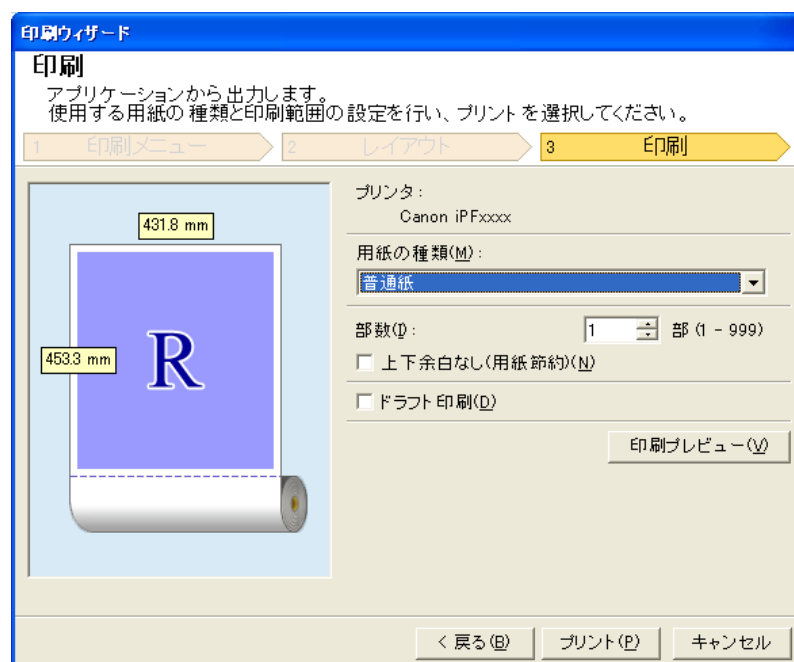 印刷ウィザード
印刷
アプリケーションから出力します。
使用する用紙の種類と印刷範囲の設定を行い、プリントを選択してください。
1 印刷メニュー 2 レイアウト 3 印刷
431.8 mm
453.3 mm
R
プリンタ:
Canon iPFxxxx
用紙の種類(M):
普通紙
部数(I): 1 部 (1 - 999)
上下余白なし(用紙節約)(N)
ドラフト印刷(D)
印刷プレビュー(V)
< 戻る(B) プリント(P) キャンセル